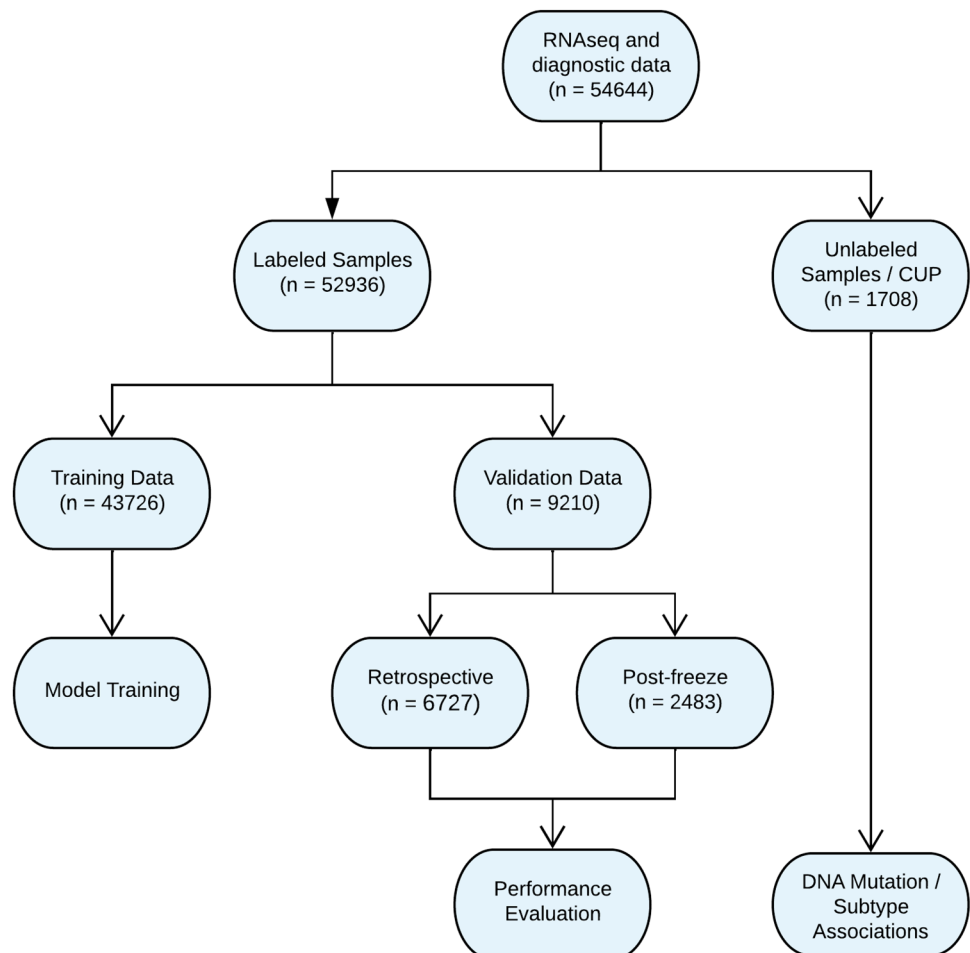 RNAseq and
diagnostic data
(n = 54644)
Labeled Samples
(n = 52936)
Unlabeled
Samples / CUP
(n = 1708)
Training Data
(n = 43726)
Validation Data
(n = 9210)
Model Training
Retrospective
(n = 6727)
Post-freeze
(n = 2483)
Performance
Evaluation
DNA Mutation /
Subtype
Associations